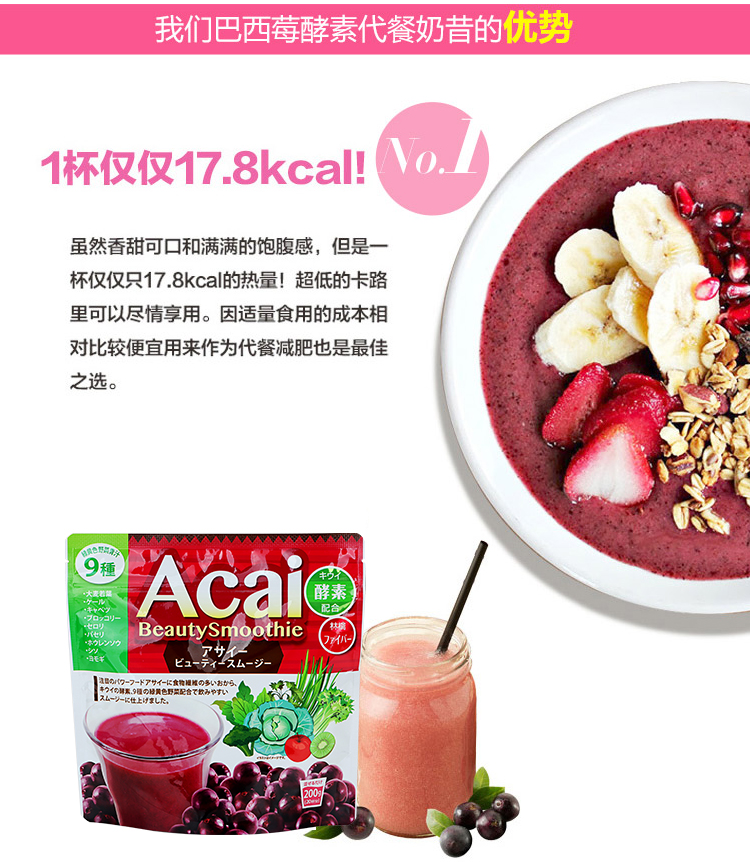 我们巴西莓酵素代餐奶昔的优势
1杯仅仅17.8kcal!
No.1
虽然香甜可口和满满的饱腹感，但是一
杯仅仅只17.8kcal的热量！超低的卡路
里可以尽情享用。因适量食用的成本相
对比较便宜用来作为代餐减肥也是最佳
之选。
緑黄色野菜青汁
9種
・大麦若葉
・ケール
・キャベツ
・ブロッコリー
・セロリ
・パセリ
・ホウレンソウ
・シソ
・ヨモギ
Acai
BeautySmoothie
アサイー
ビューティースムージー
キウイ
酵素
配合
林檎
ファイバー
注目のパワーフードアサイーに食物繊維の多いおから、
キウイの酵素、9種の緑黄色野菜配合で飲みやすい
スムージーに仕上げました。
200g